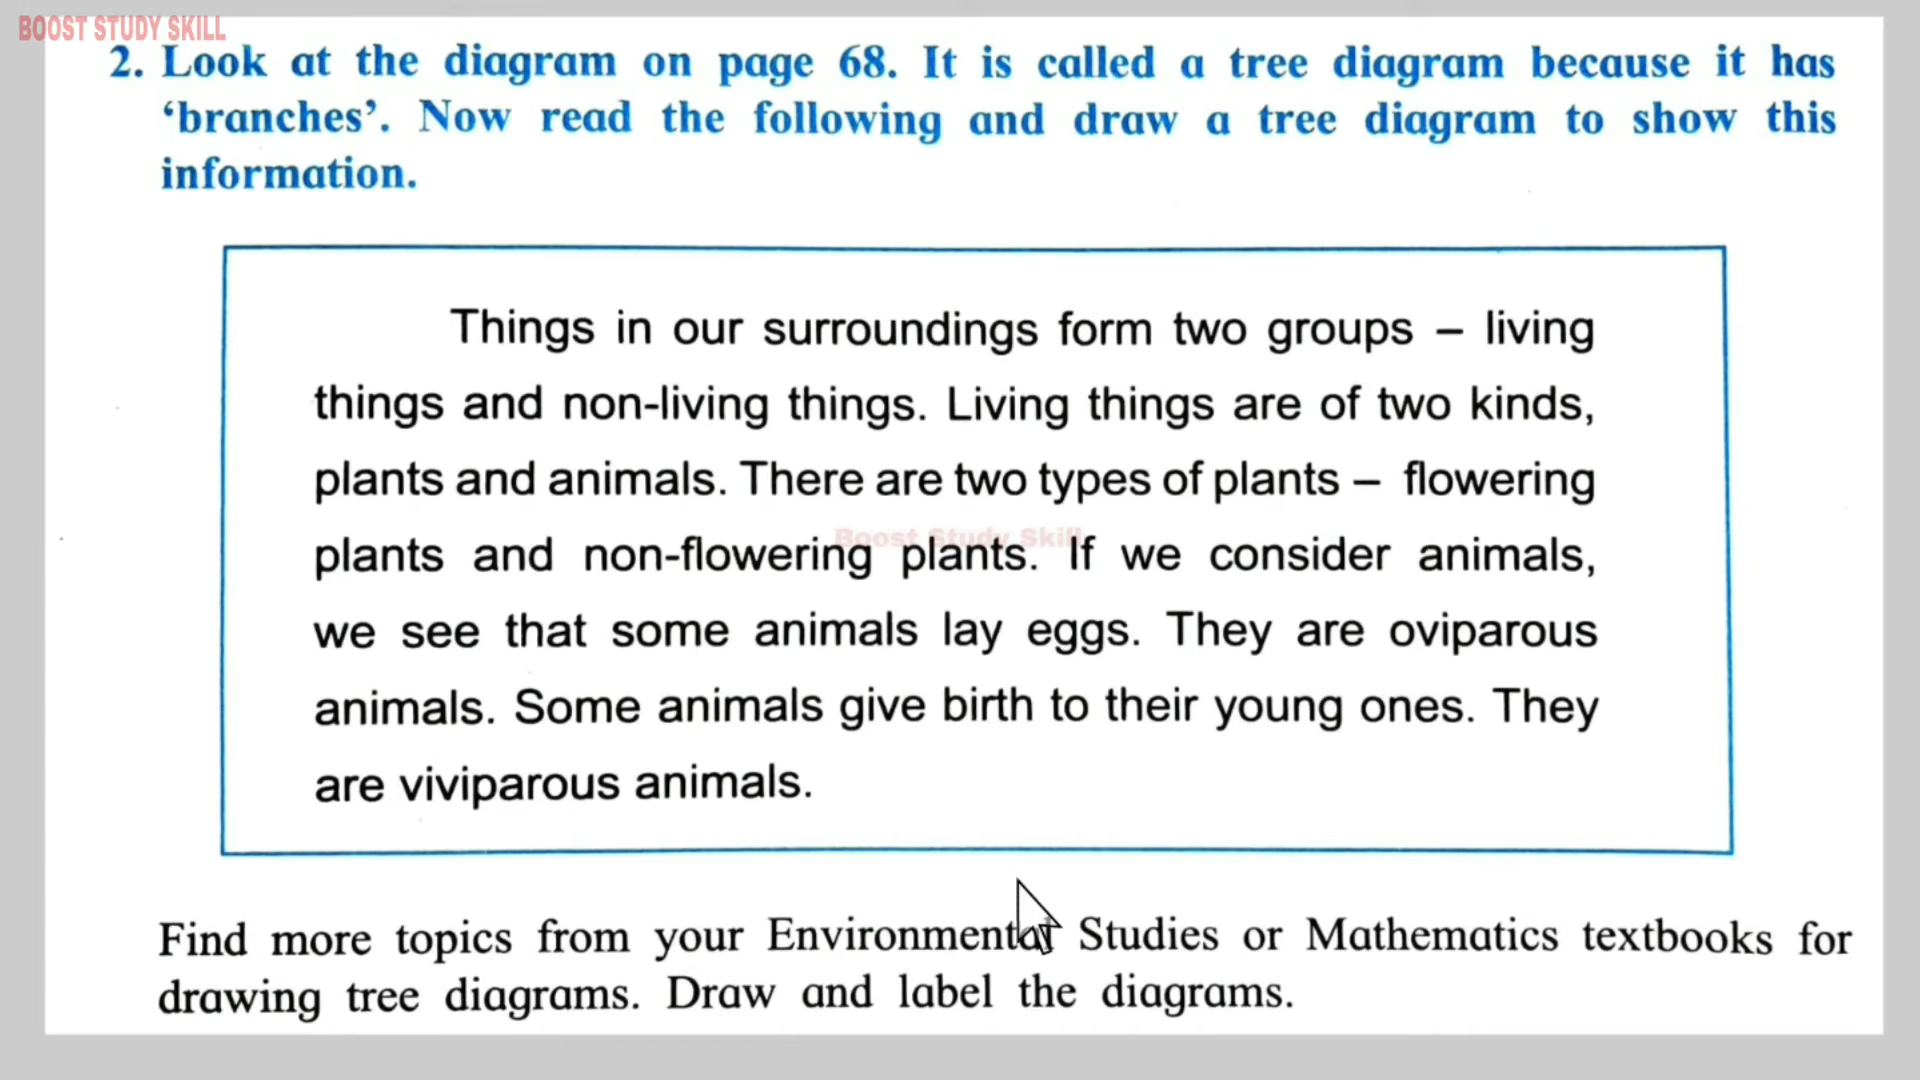 BOOST STUDY SKILL
2. Look at the diagram on page 68. It is called a tree diagram because it has
‘branches’. Now read the following and draw a tree diagram to show this
information.
Things in our surroundings form two groups – living
things and non-living things. Living things are of two kinds,
plants and animals. There are two types of plants – flowering
Boost Study Skill
plants and non-flowering plants. If we consider animals,
we see that some animals lay eggs. They are oviparous
animals. Some animals give birth to their young ones. They
are viviparous animals.
Find more topics from your Environmental Studies or Mathematics textbooks for
drawing tree diagrams. Draw and label the diagrams.